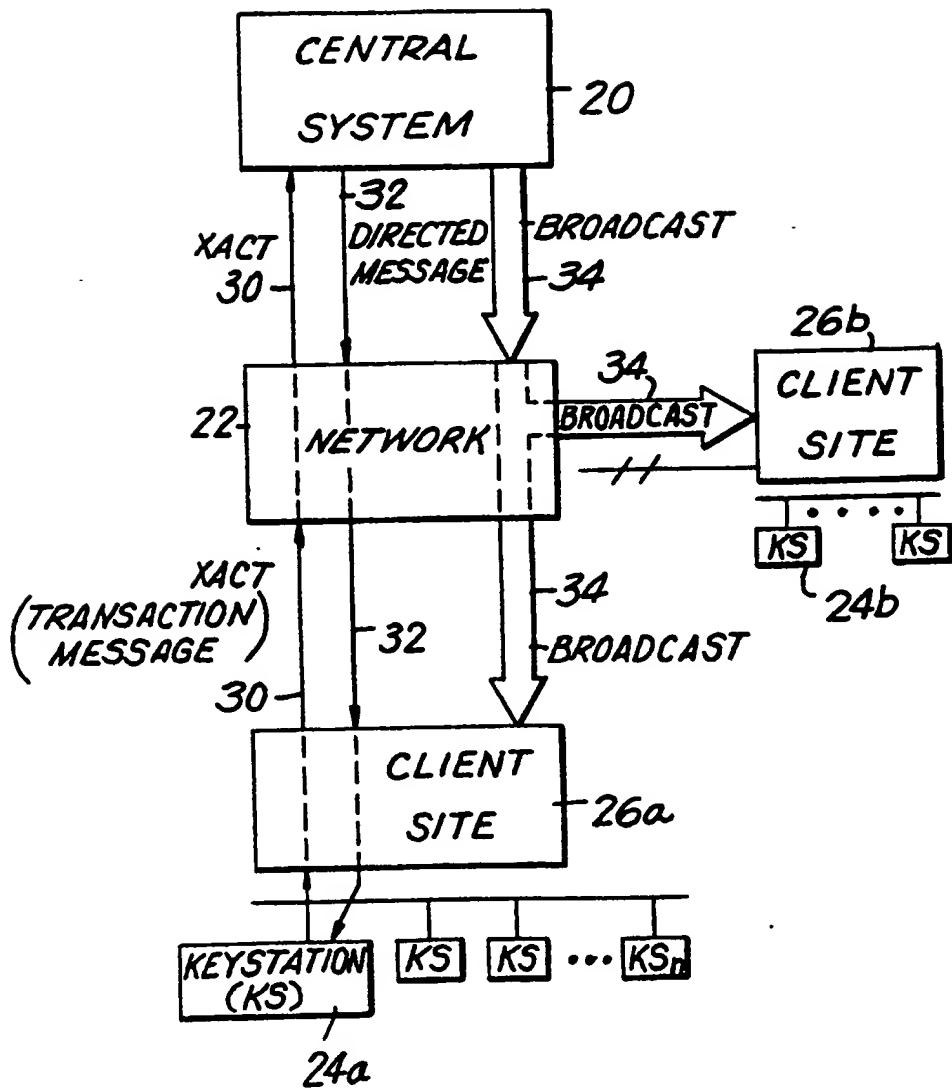 CENTRAL
SYSTEM
20
32
XACT
30
DIRECTED
MESSAGE
BROADCAST
34
26b
CLIENT
SITE
34
BROADCAST
22
NETWORK
KS
KS
24b
XACT
(TRANSACTION
MESSAGE)
30
32
34
BROADCAST
CLIENT
SITE
26a
KEYSTATION
(KS)
KS
KS
KSn
24a